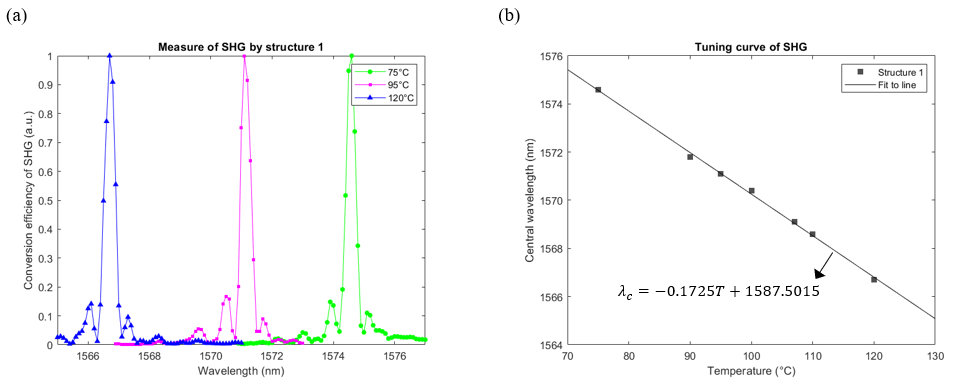 (a)
Measure of SHG by structure 1
Conversion efficiency of SHG (a.u.)
1
0.9
0.8
0.7
0.6
0.5
0.4
0.3
0.2
0.1
0
75°C
95°C
120°C
1566
1568
1570
1572
1574
1576
Wavelength (nm)
(b)
Tuning curve of SHG
Central wavelength (nm)
1576
1574
1572
1570
1568
1566
1564
Structure 1
Fit to line
λc = −0.1725T + 1587.5015
70
80
90
100
110
120
130
Temperature (°C)